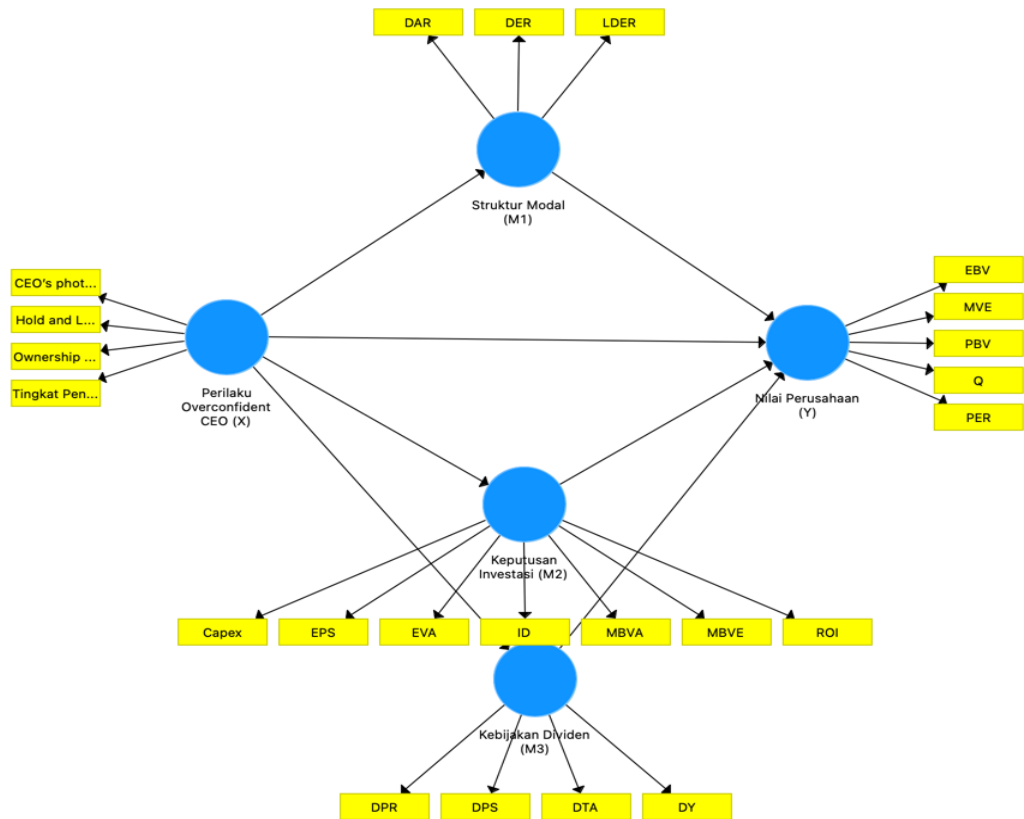 DAR
DER
LDER
Struktur Modal
(M1)
CEO's phot...
Hold and L...
Ownership ...
Tingkat Pen...
Perilaku
Overconfident
CEO (X)
EBV
MVE
PBV
Q
PER
Nilai Perusahaan
(Y)
Keputusan
Investasi (M2)
Capex
EPS
EVA
ID
MBVA
MBVE
ROI
Kebijakan Dividen
(M3)
DPR
DPS
DTA
DY